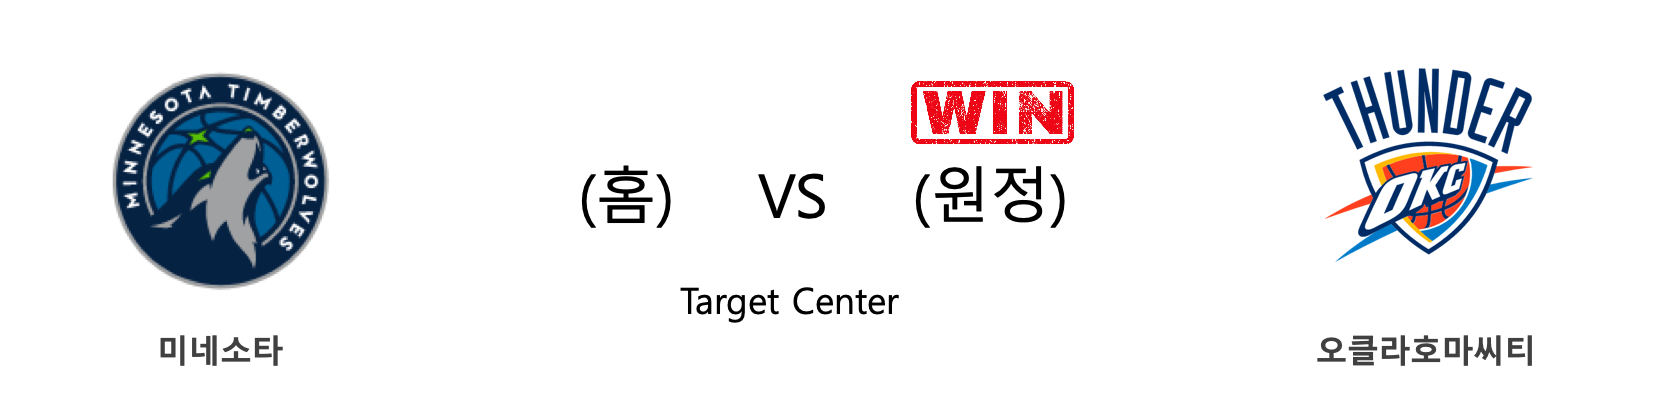 MINNESOTA TIMBERWOLVES
WIN
THUNDER
OKC
(홈) VS (원정)
Target Center
미네소타
오클라호마씨티